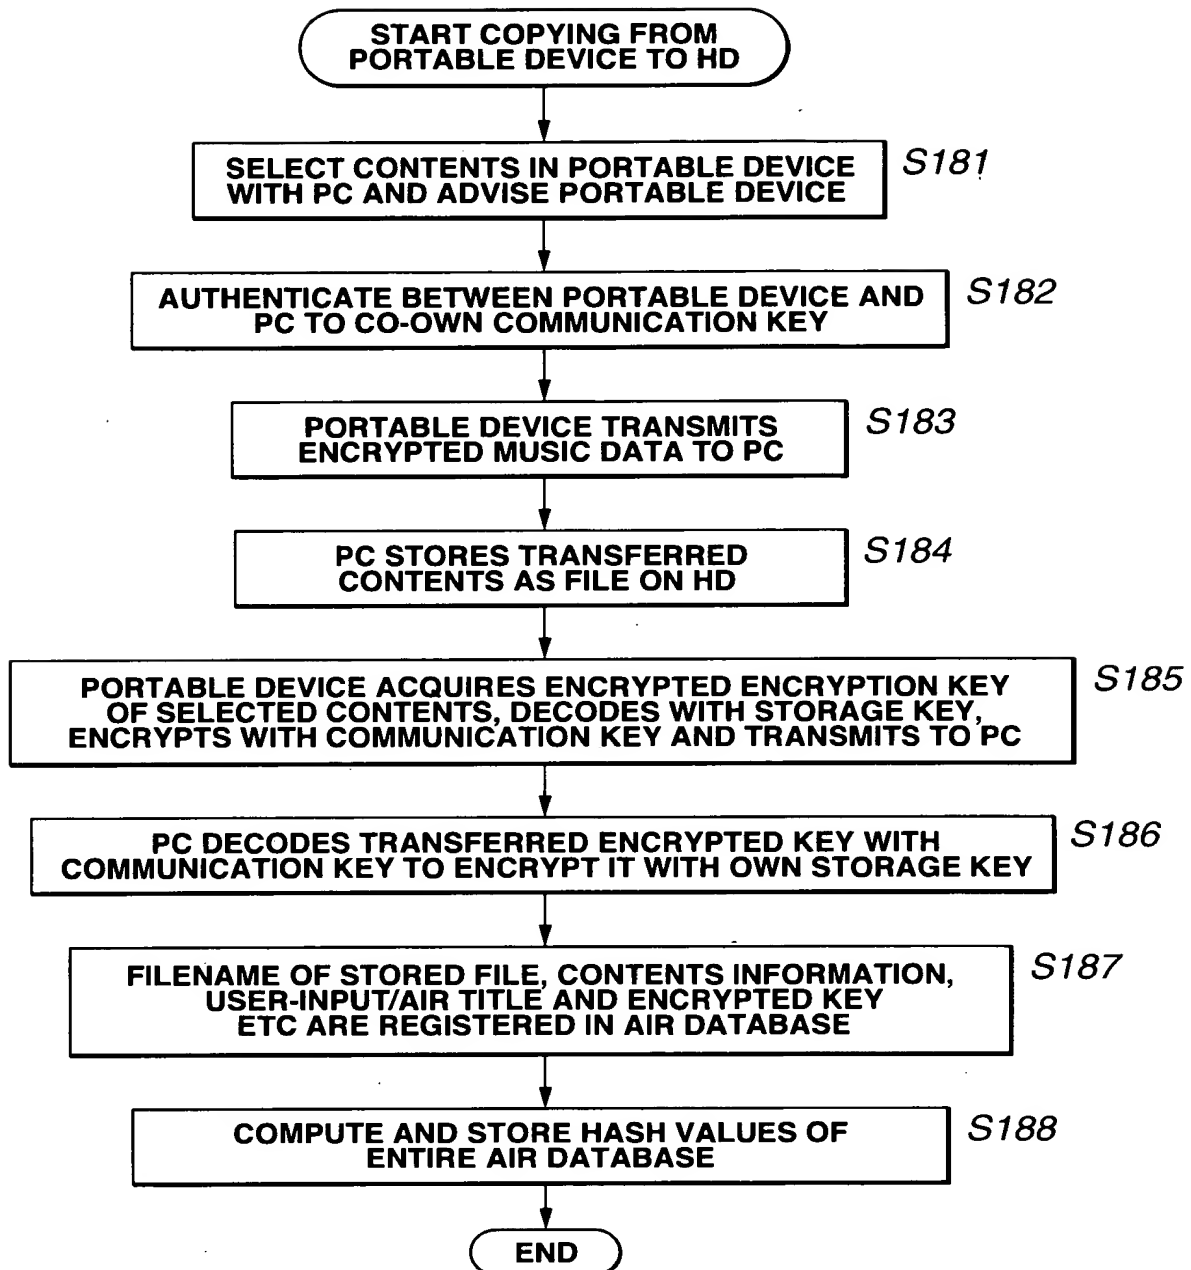 START COPYING FROM
PORTABLE DEVICE TO HD
SELECT CONTENTS IN PORTABLE DEVICE
WITH PC AND ADVISE PORTABLE DEVICE
S181
AUTHENTICATE BETWEEN PORTABLE DEVICE AND
PC TO CO-OWN COMMUNICATION KEY
S182
PORTABLE DEVICE TRANSMITS
ENCRYPTED MUSIC DATA TO PC
S183
PC STORES TRANSFERRED
CONTENTS AS FILE ON HD
S184
PORTABLE DEVICE ACQUIRES ENCRYPTED ENCRYPTION KEY
OF SELECTED CONTENTS, DECODES WITH STORAGE KEY,
ENCRYPTS WITH COMMUNICATION KEY AND TRANSMITS TO PC
S185
PC DECODES TRANSFERRED ENCRYPTED KEY WITH
COMMUNICATION KEY TO ENCRYPT IT WITH OWN STORAGE KEY
S186
FILENAME OF STORED FILE, CONTENTS INFORMATION,
USER-INPUT/AIR TITLE AND ENCRYPTED KEY
ETC ARE REGISTERED IN AIR DATABASE
S187
COMPUTE AND STORE HASH VALUES OF
ENTIRE AIR DATABASE
S188
END